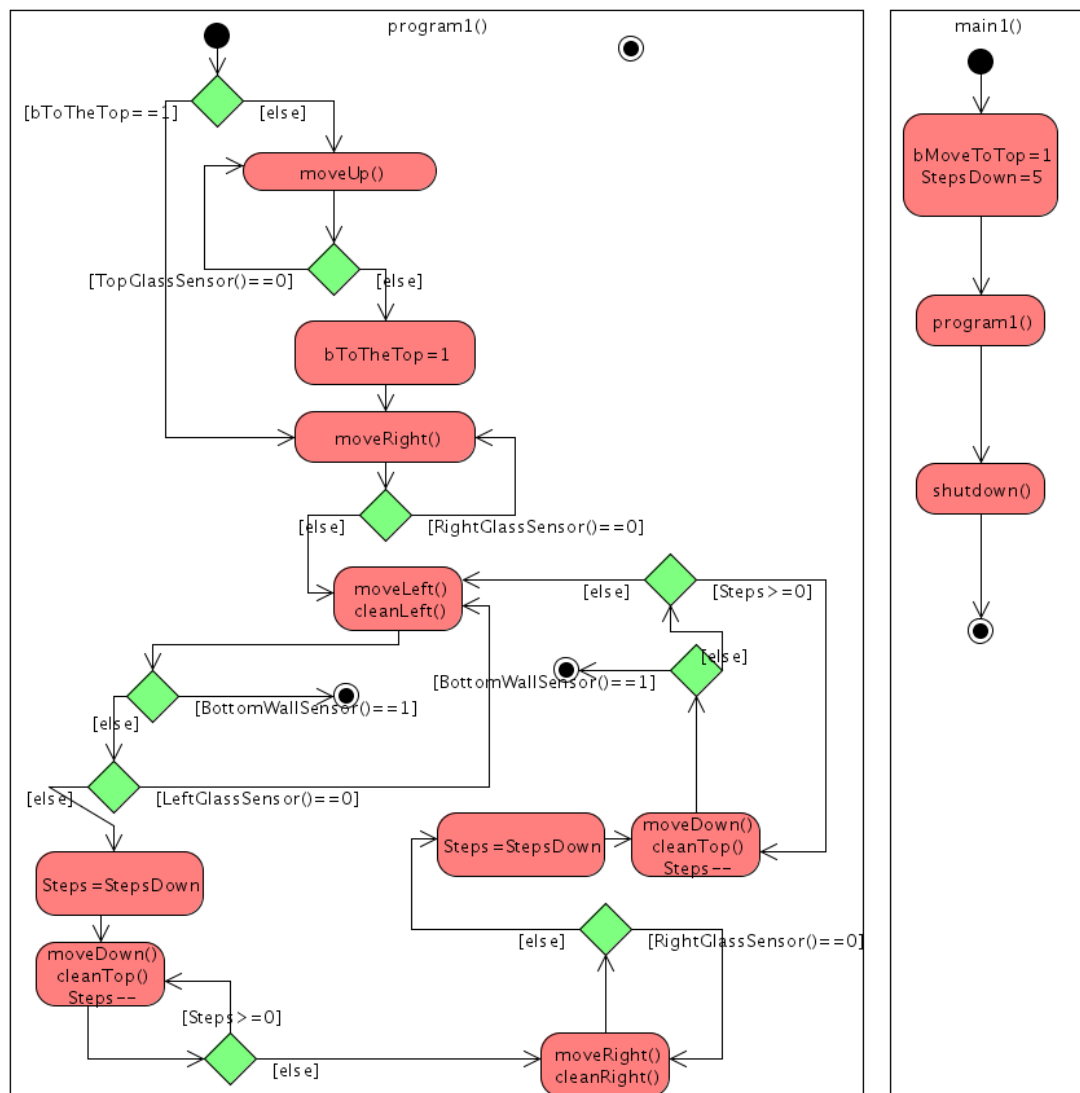 program1()
[bToTheTop==1]
[else]
moveUp()
[TopGlassSensor()==0]
[else]
bToTheTop=1
moveRight()
[else]
[RightGlassSensor()==0]
moveLeft()
cleanLeft()
[else]
[Steps>=0]
[else]
[BottomWallSensor()==1]
[else]
[BottomWallSensor()==1]
[else]
[LeftGlassSensor()==0]
Steps=StepsDown
moveDown()
cleanTop()
Steps--
[Steps>=0]
[else]
Steps=StepsDown
moveDown()
cleanTop()
Steps--
[else]
[RightGlassSensor()==0]
moveRight()
cleanRight()
main1()
bMoveToTop=1
StepsDown=5
program1()
shutdown()